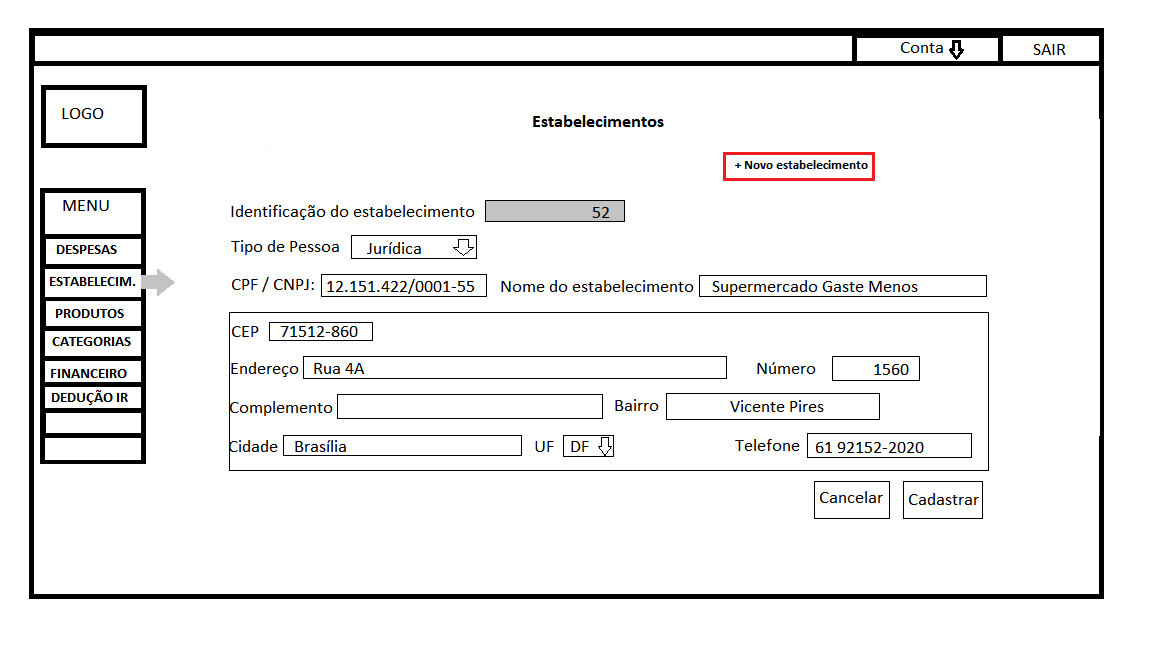 Conta SAIR
LOGO
Estabelecimentos
+ Novo estabelecimento
MENU
DESPESAS
ESTABELECIM.
PRODUTOS
CATEGORIAS
FINANCEIRO
DEDUÇÃO IR
Identificação do estabelecimento 52
Tipo de Pessoa Jurídica
CPF / CNPJ: 12.151.422/0001-55 Nome do estabelecimento Supermercado Gaste Menos
CEP 71512-860
Endereço Rua 4A Número 1560
Complemento Bairro Vicente Pires
Cidade Brasília UF DF Telefone 61 92152-2020
Cancelar Cadastrar